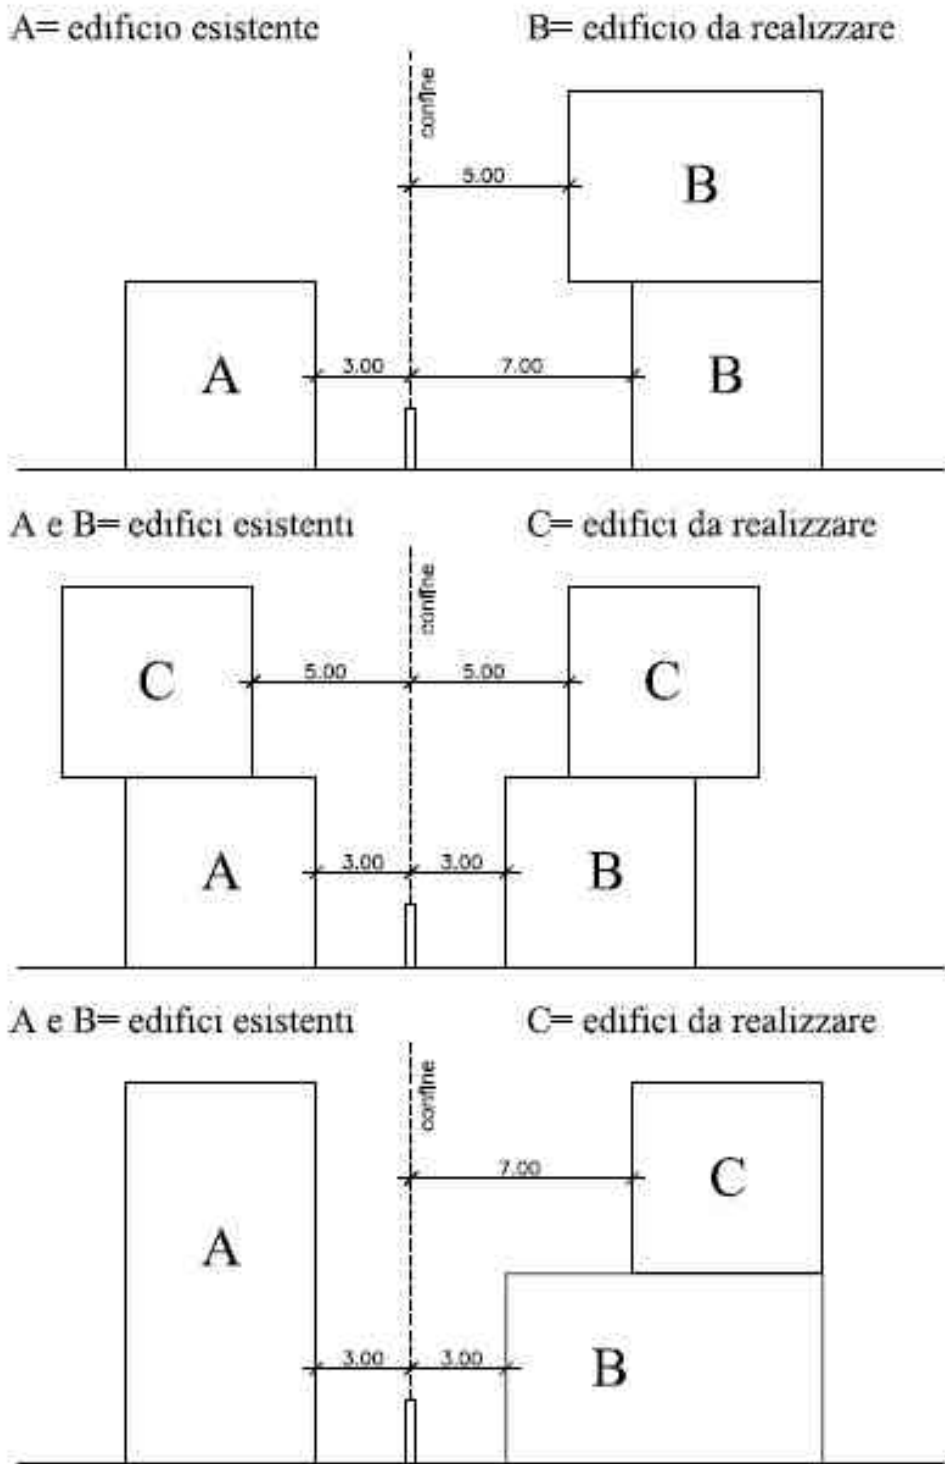 A= edificio esistente B= edificio da realizzare
confine
5.00
B
A
3.00
7.00
B
A e B= edifici esistenti C= edifici da realizzare
confine
C
5.00
5.00
C
A
3.00
3.00
B
A e B= edifici esistenti C= edifici da realizzare
confine
7.00
C
A
3.00
3.00
B